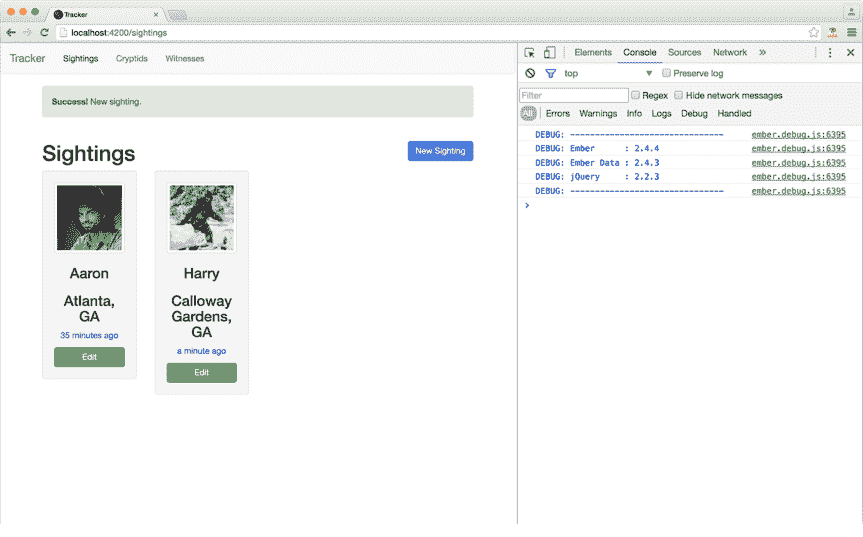 Tracker
localhost:4200/sightings
Tracker Sightings Cryptids Witnesses
Success! New sighting.
Sightings
New Sighting
Aaron
Atlanta,
GA
35 minutes ago
Edit
Harry
Calloway
Gardens,
GA
a minute ago
Edit
Elements Console Sources Network »
top Preserve log
Filter Regex Hide network messages
All Errors Warnings Info Logs Debug Handled
DEBUG: ------------------------------- ember.debug.js:6395
DEBUG: Ember : 2.4.4 ember.debug.js:6395
DEBUG: Ember Data : 2.4.3 ember.debug.js:6395
DEBUG: jQuery : 2.2.3 ember.debug.js:6395
DEBUG: ------------------------------- ember.debug.js:6395
>